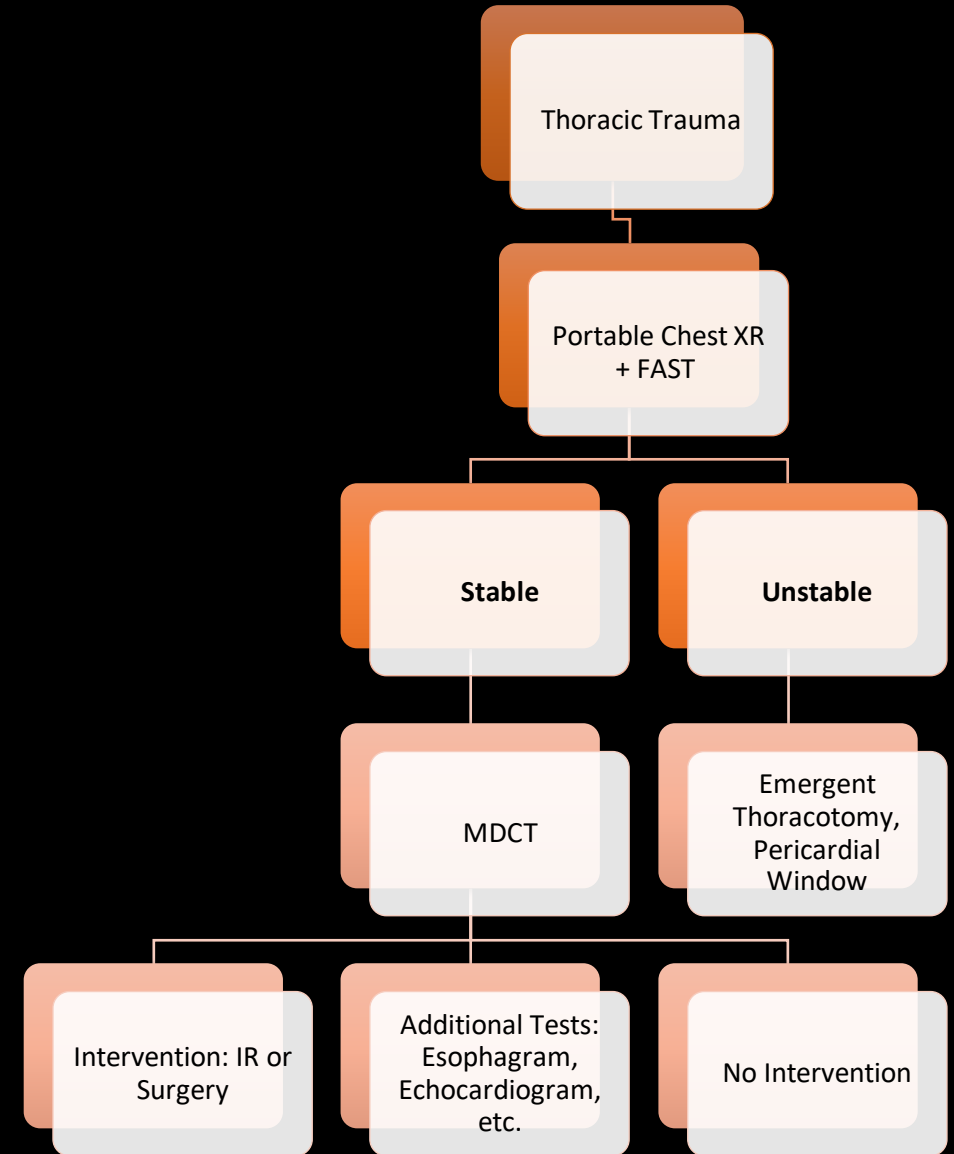 Thoracic Trauma
Portable Chest XR
+ FAST
Stable
Unstable
MDCT
Emergent
Thoracotomy,
Pericardial
Window
Intervention: IR or
Surgery
Additional Tests:
Esophagram,
Echocardiogram,
etc.
No Intervention